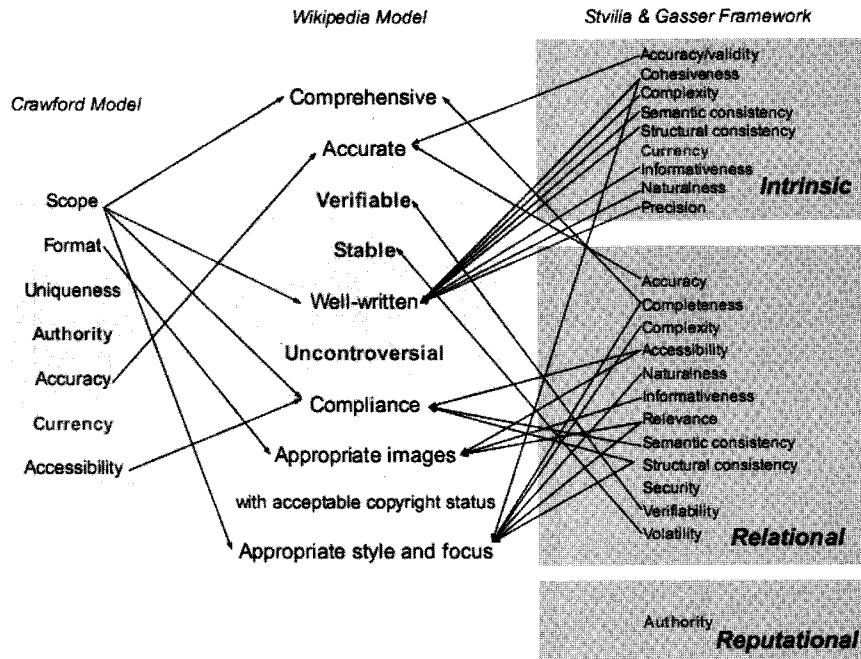 Crawford Model
Scope
Format
Uniqueness
Authority
Accuracy
Currency
Accessibility
Wikipedia Model
Comprehensive
Accurate
Verifiable
Stable
Well-written
Uncontroversial
Compliance
Appropriate images
with acceptable copyright status
Appropriate style and focus
Stvilia & Gasser Framework
Accuracy/validity
Cohesiveness
Complexity
Semantic consistency
Structural consistency
Currency
Informativeness
Naturalness
Precision
Intrinsic
Accuracy
Completeness
Complexity
Accessibility
Naturalness
Informativeness
Relevance
Semantic consistency
Structural consistency
Security
Verifiability
Volatility
Relational
Authority
Reputational